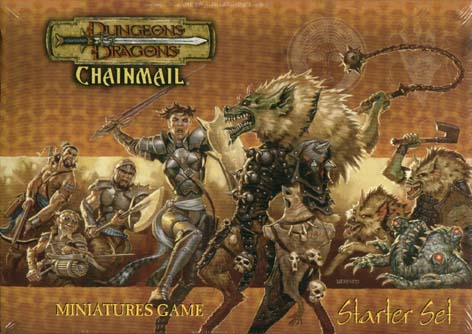 DUNGEONS
DRAGONS
CHAINMAIL
MINIATURES GAME
Starter Set